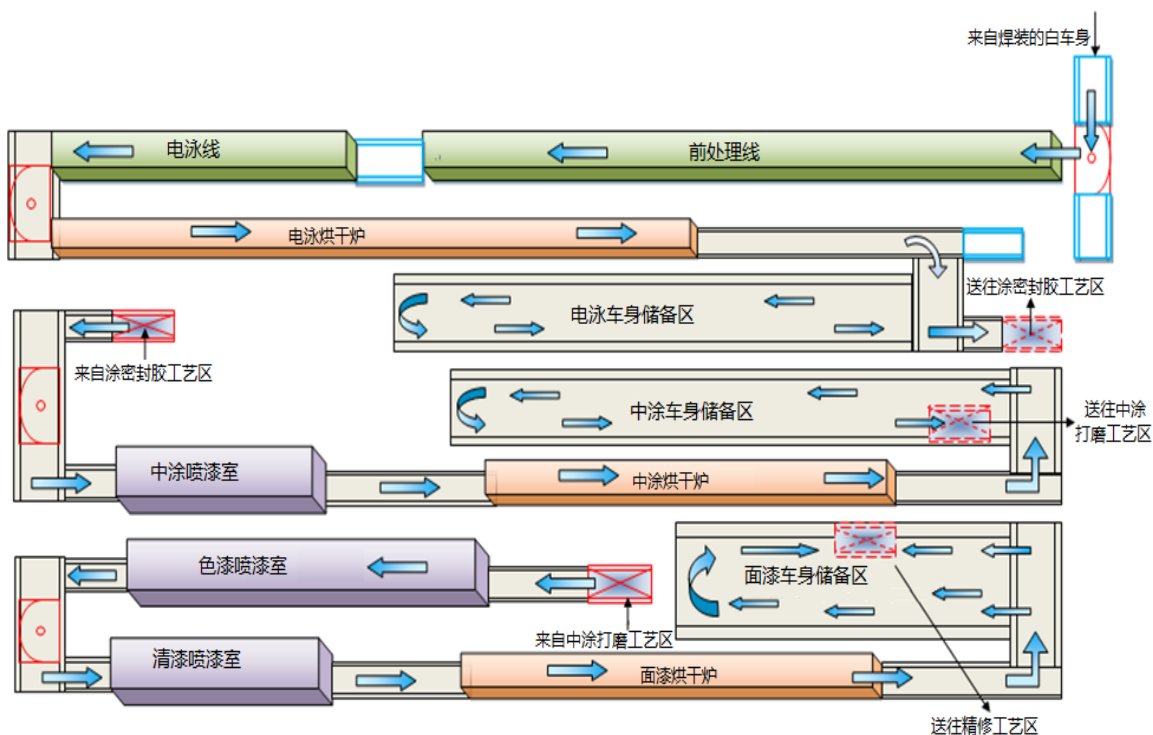 来自焊装的白车身
电泳线
前处理线
电泳烘干炉
送往涂密封胶工艺区
电泳车身储备区
来自涂密封胶工艺区
中涂车身储备区
送往中涂
打磨工艺区
中涂喷漆室
中涂烘干炉
色漆喷漆室
面漆车身储备区
来自中涂打磨工艺区
清漆喷漆室
面漆烘干炉
送往精修工艺区